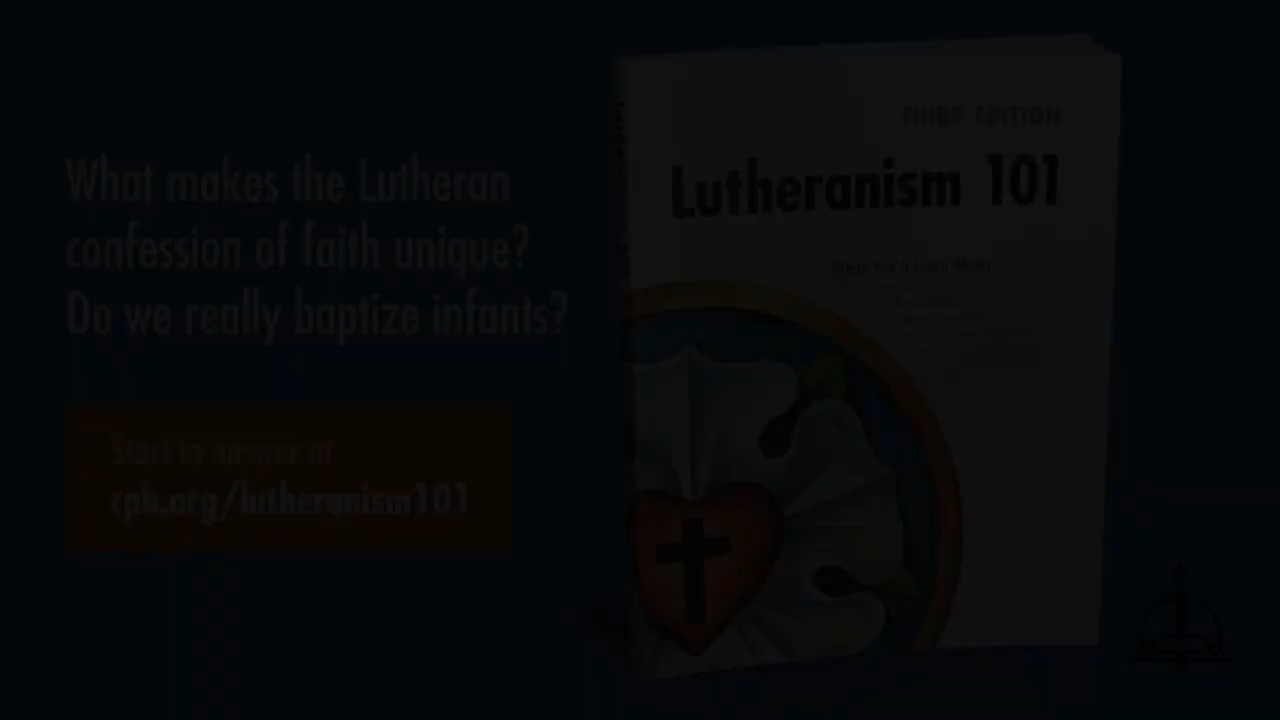 What makes the Lutheran
confession of faith unique?
Do we really baptize infants?
Start to answer at
cph.org/lutheranism101
THIRD EDITION
Lutheranism 101